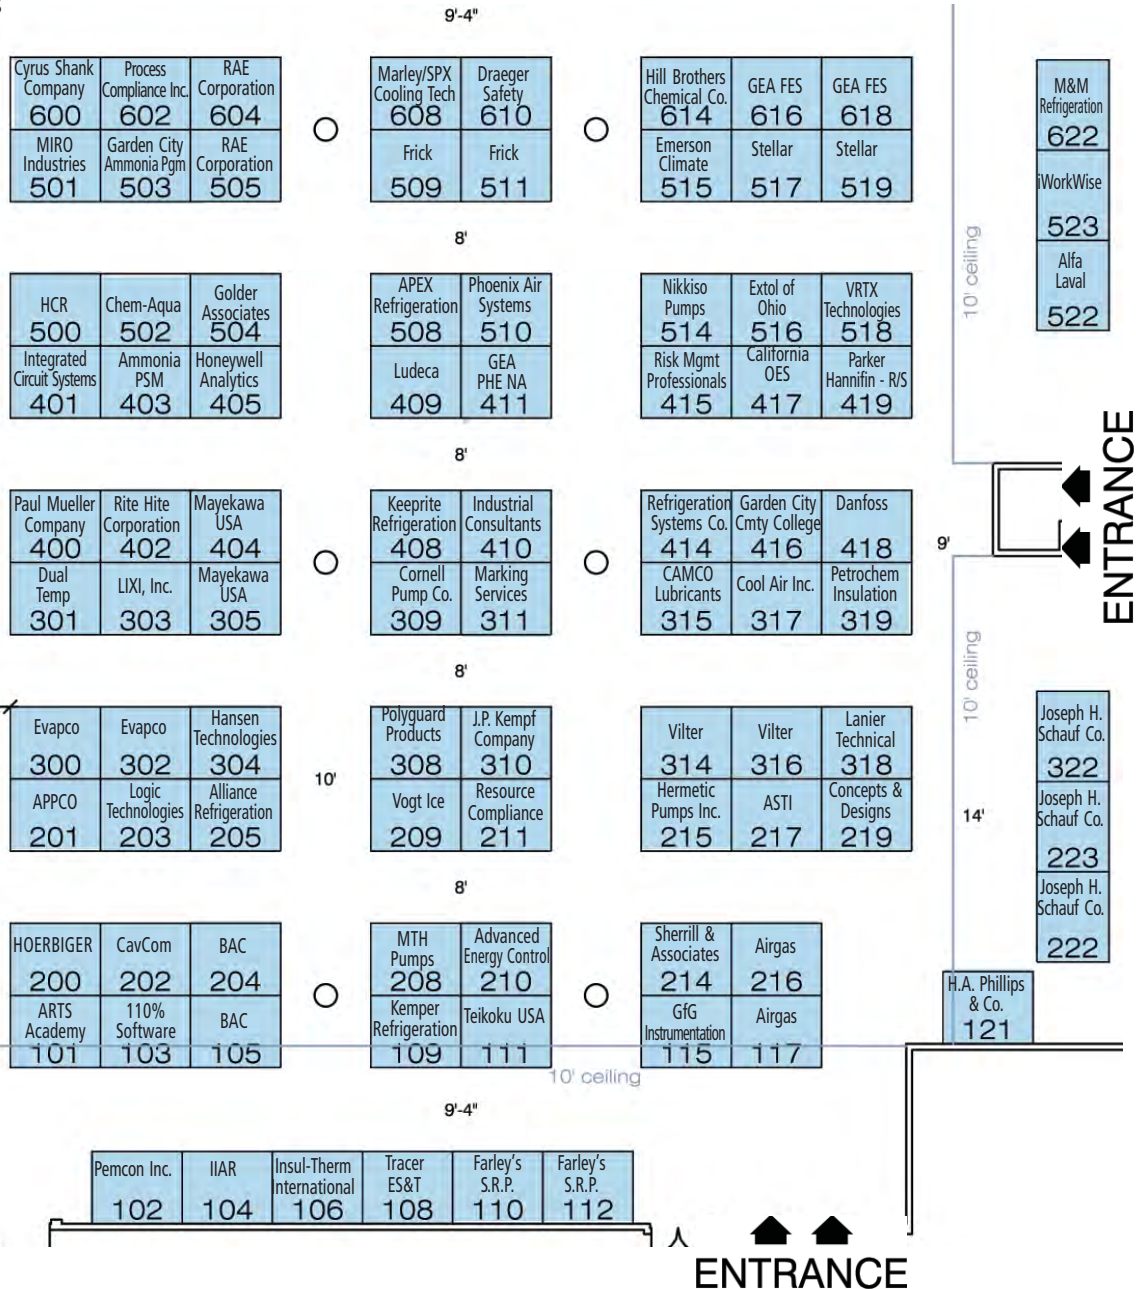 9'-4"
Cyrus Shank
Company
600
Process
Compliance Inc.
602
RAE
Corporation
604
MIRO
Industries
501
Garden City
Ammonia Pgm
503
RAE
Corporation
505
Marley/SPX
Cooling Tech
608
Draeger
Safety
610
Frick
509
Frick
511
Hill Brothers
Chemical Co.
614
GEA FES
616
GEA FES
618
Emerson
Climate
515
Stellar
517
Stellar
519
M&M
Refrigeration
622
iWorkWise
523
Alfa
Laval
522
8'
10' ceiling
HCR
500
Chem-Aqua
502
Golder
Associates
504
Integrated
Circuit Systems
401
Ammonia
PSM
403
Honeywell
Analytics
405
APEX
Refrigeration
508
Phoenix Air
Systems
510
Ludeca
409
GEA
PHE NA
411
Nikkiso
Pumps
514
Extol of
Ohio
516
VRTX
Technologies
518
Risk Mgmt
Professionals
415
California
OES
417
Parker
Hannifin - R/S
419
8'
ENTRANCE
Paul Mueller
Company
400
Rite Hite
Corporation
402
Mayekawa
USA
404
Dual
Temp
301
LIXI, Inc.
303
Mayekawa
USA
305
Keeprite
Refrigeration
408
Industrial
Consultants
410
Cornell
Pump Co.
309
Marking
Services
311
Refrigeration
Systems Co.
414
Garden City
Cmty College
416
Danfoss
418
CAMCO
Lubricants
315
Cool Air Inc.
317
Petrochem
Insulation
319
9'
10' ceiling
8'
Evapco
300
Evapco
302
Hansen
Technologies
304
APPCO
201
Logic
Technologies
203
Alliance
Refrigeration
205
10'
Polyguard
Products
308
J.P. Kempf
Company
310
Vogt Ice
209
Resource
Compliance
211
Vilter
314
Vilter
316
Lanier
Technical
318
Hermetic
Pumps Inc.
215
ASTI
217
Concepts &
Designs
219
14'
Joseph H.
Schauf Co.
322
Joseph H.
Schauf Co.
223
Joseph H.
Schauf Co.
222
8'
HOERBIGER
200
CavCom
202
BAC
204
ARTS
Academy
101
110%
Software
103
BAC
105
MTH
Pumps
208
Advanced
Energy Control
210
Kemper
Refrigeration
109
Teikoku USA
111
Sherrill &
Associates
214
Airgas
216
GfG
Instrumentation
115
Airgas
117
H.A. Phillips
& Co.
121
10' ceiling
9'-4"
Pemcon Inc.
102
IIAR
104
Insul-Therm
International
106
Tracer
ES&T
108
Farley's
S.R.P.
110
Farley's
S.R.P.
112
ENTRANCE